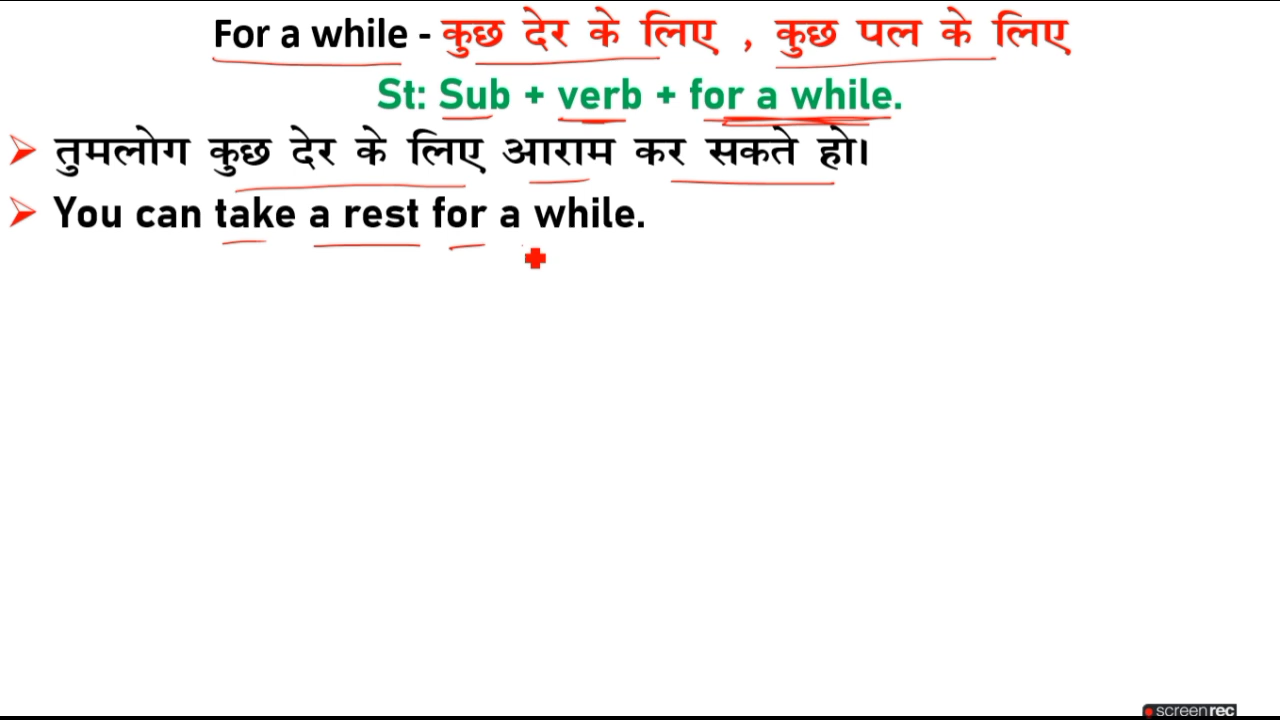 For a while - कुछ देर के लिए , कुछ पल के लिए
St: Sub + verb + for a while.
➢ तुमलोग कुछ देर के लिए आराम कर सकते हो।
➢ You can take a rest for a while.
screenrec